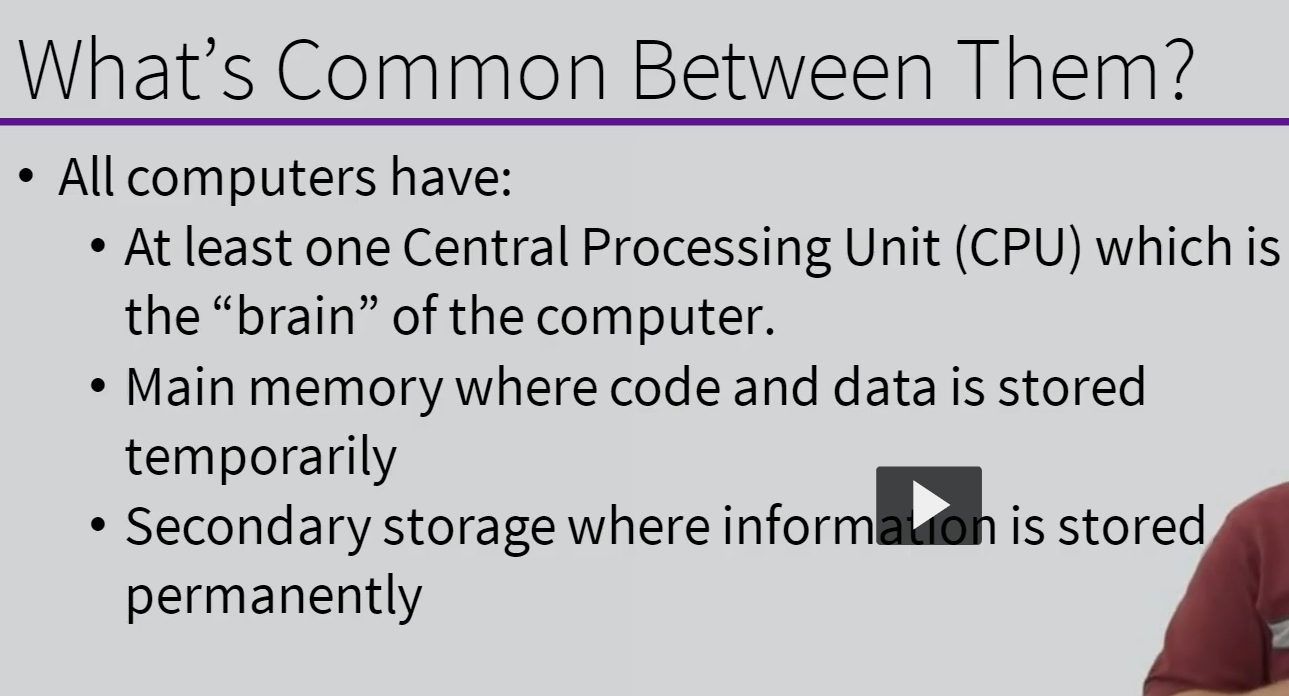 What’s Common Between Them?
• All computers have:
• At least one Central Processing Unit (CPU) which is
the “brain” of the computer.
• Main memory where code and data is stored
temporarily
• Secondary storage where information is stored
permanently